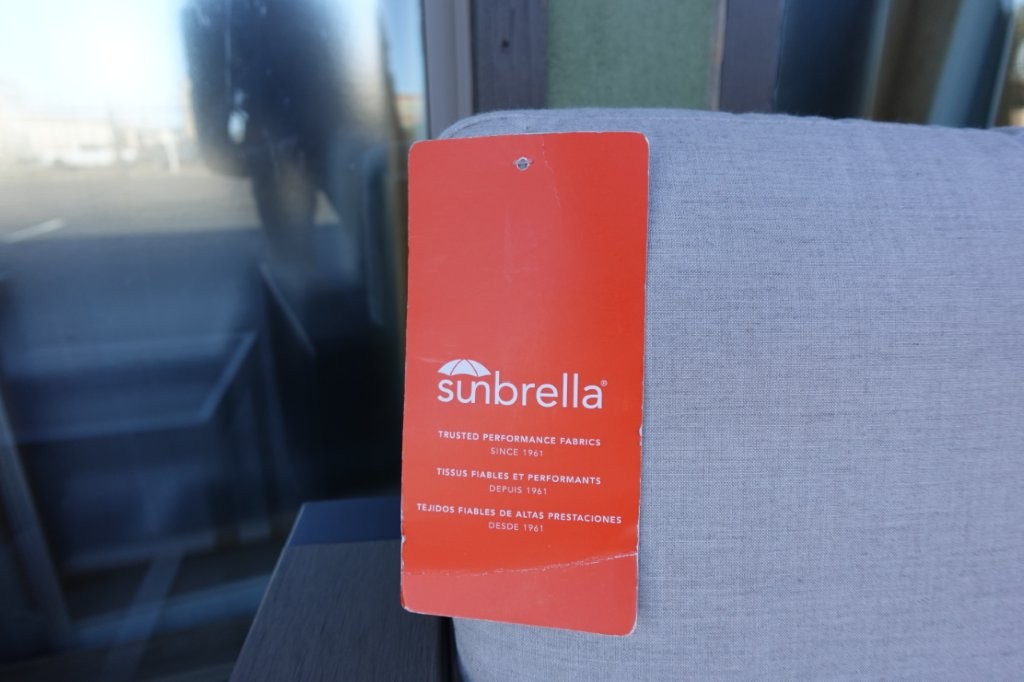 sunbrella®
TRUSTED PERFORMANCE FABRICS
SINCE 1961
TISSUS FIABLES ET PERFORMANTS
DEPUIS 1961
TEJIDOS FIABLES DE ALTAS PRESTACIONES
DESDE 1961